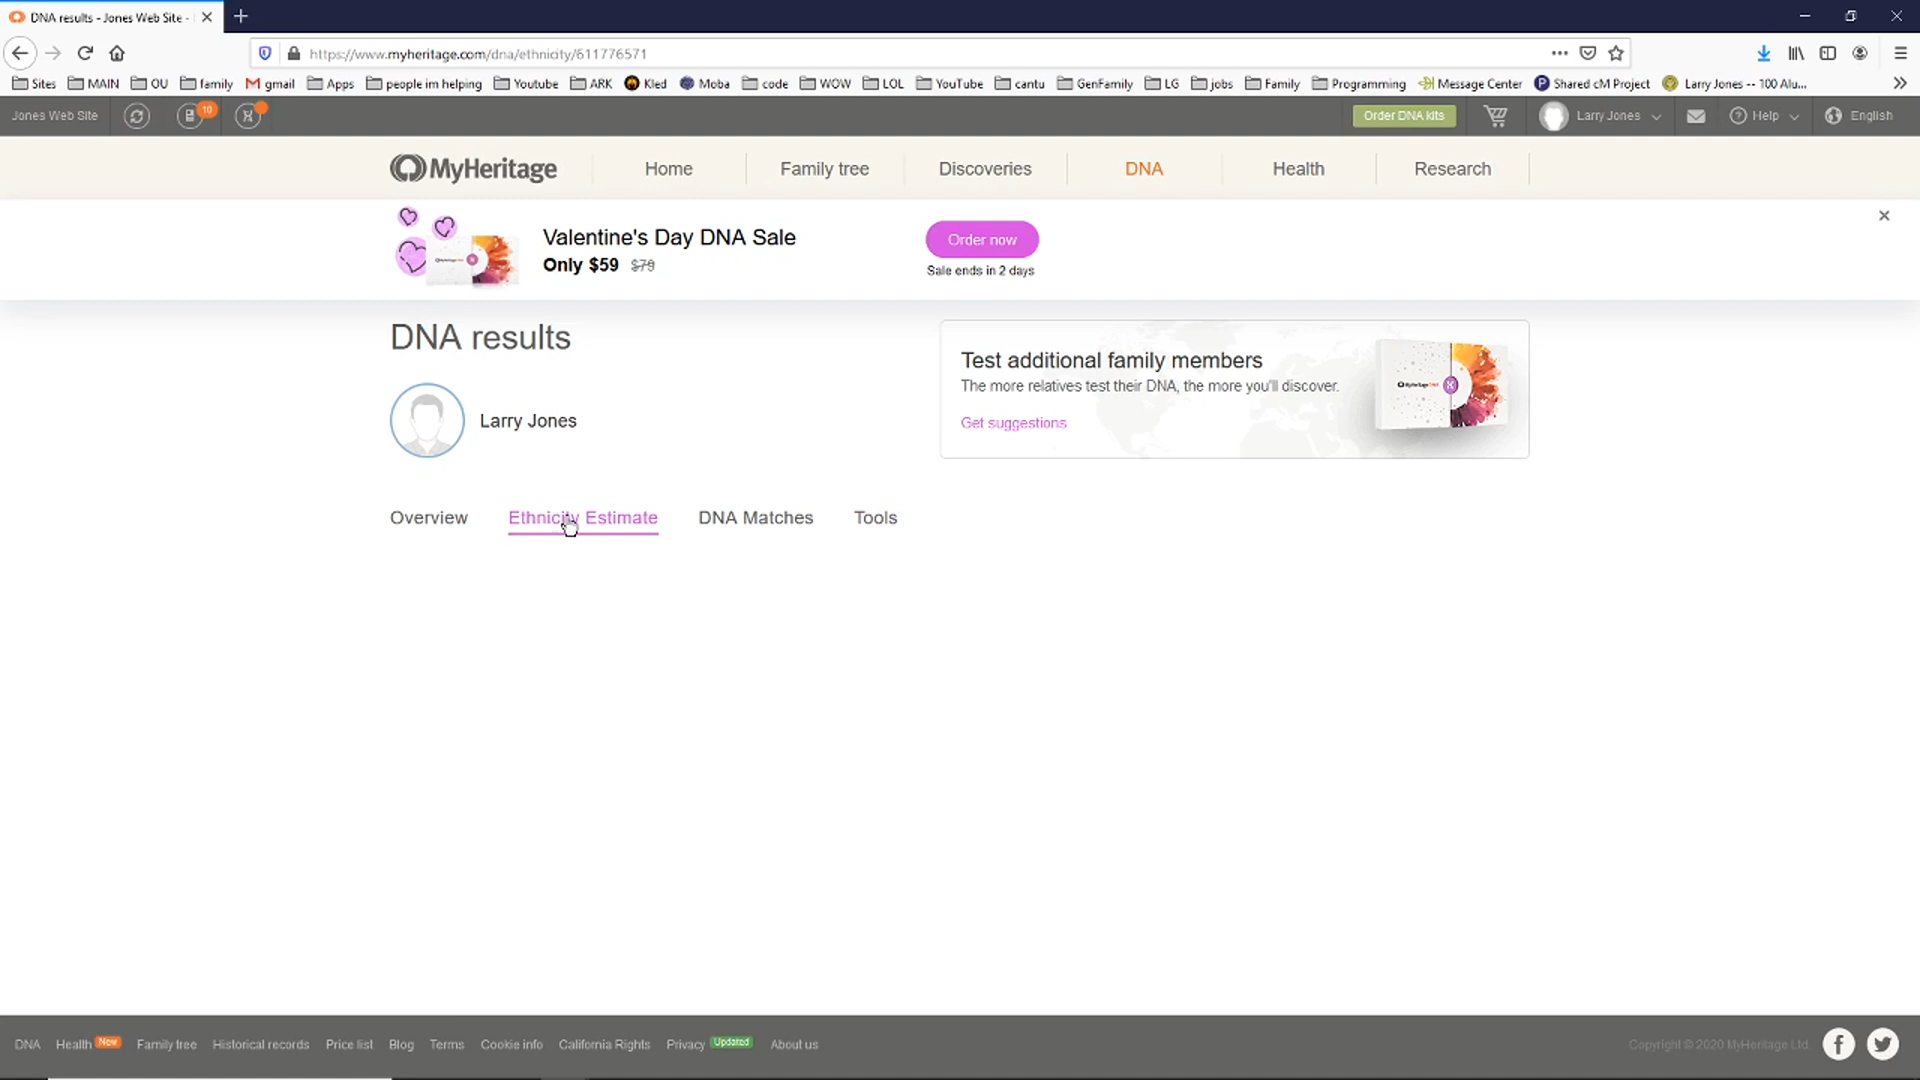 DNA results - Jones Web Site -
https://www.myheritage.com/dna/ethnicity/611776571
Sites MAIN OU family gmail Apps people im helping Youtube ARK Kled Moba code WOW LOL YouTube cantu GenFamily LG jobs Family Programming Message Center Shared cM Project Larry Jones -- 100 Alu...
Jones Web Site 10 Order DNA kits Larry Jones Help English
MyHeritage Home Family tree Discoveries DNA Health Research
Valentine's Day DNA Sale
Only $59 $79
Order now
Sale ends in 2 days
DNA results
Larry Jones
Test additional family members
The more relatives test their DNA, the more you'll discover.
Get suggestions
Overview Ethnicity Estimate DNA Matches Tools
DNA Health New Family tree Historical records Price list Blog Terms Cookie info California Rights Privacy Updated About us Copyright © 2020 MyHeritage Ltd.